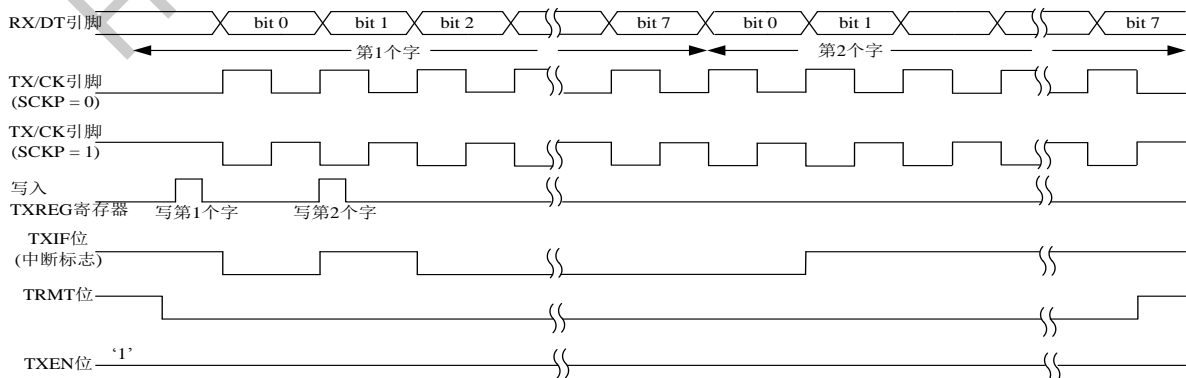 RX/DT引脚 bit 0 bit 1 bit 2 bit 7 bit 0 bit 1 bit 7
第1个字 第2个字
TX/CK引脚
(SCKP = 0)
TX/CK引脚
(SCKP = 1)
写入
TXREG寄存器 写第1个字 写第2个字
TXIF位
(中断标志)
TRMT位
TXEN位 ‘1’